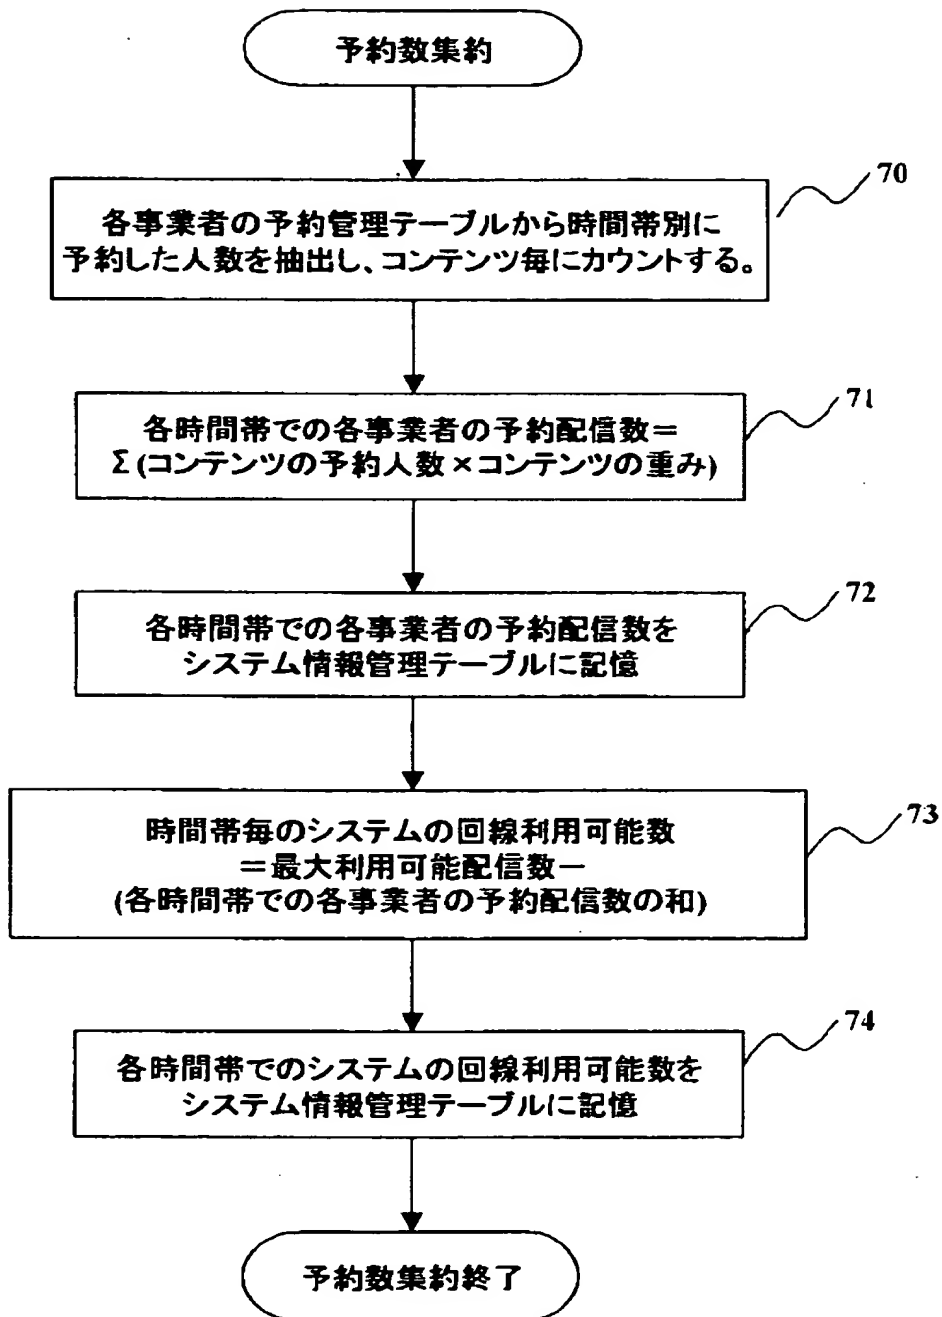 予約数集約
70
各事業者の予約管理テーブルから時間帯別に
予約した人数を抽出し、コンテンツ毎にカウントする。
71
各時間帯での各事業者の予約配信数＝
Σ(コンテンツの予約人数×コンテンツの重み)
72
各時間帯での各事業者の予約配信数を
システム情報管理テーブルに記憶
73
時間帯毎のシステムの回線利用可能数
＝最大利用可能配信数－
(各時間帯での各事業者の予約配信数の和)
74
各時間帯でのシステムの回線利用可能数を
システム情報管理テーブルに記憶
予約数集約終了